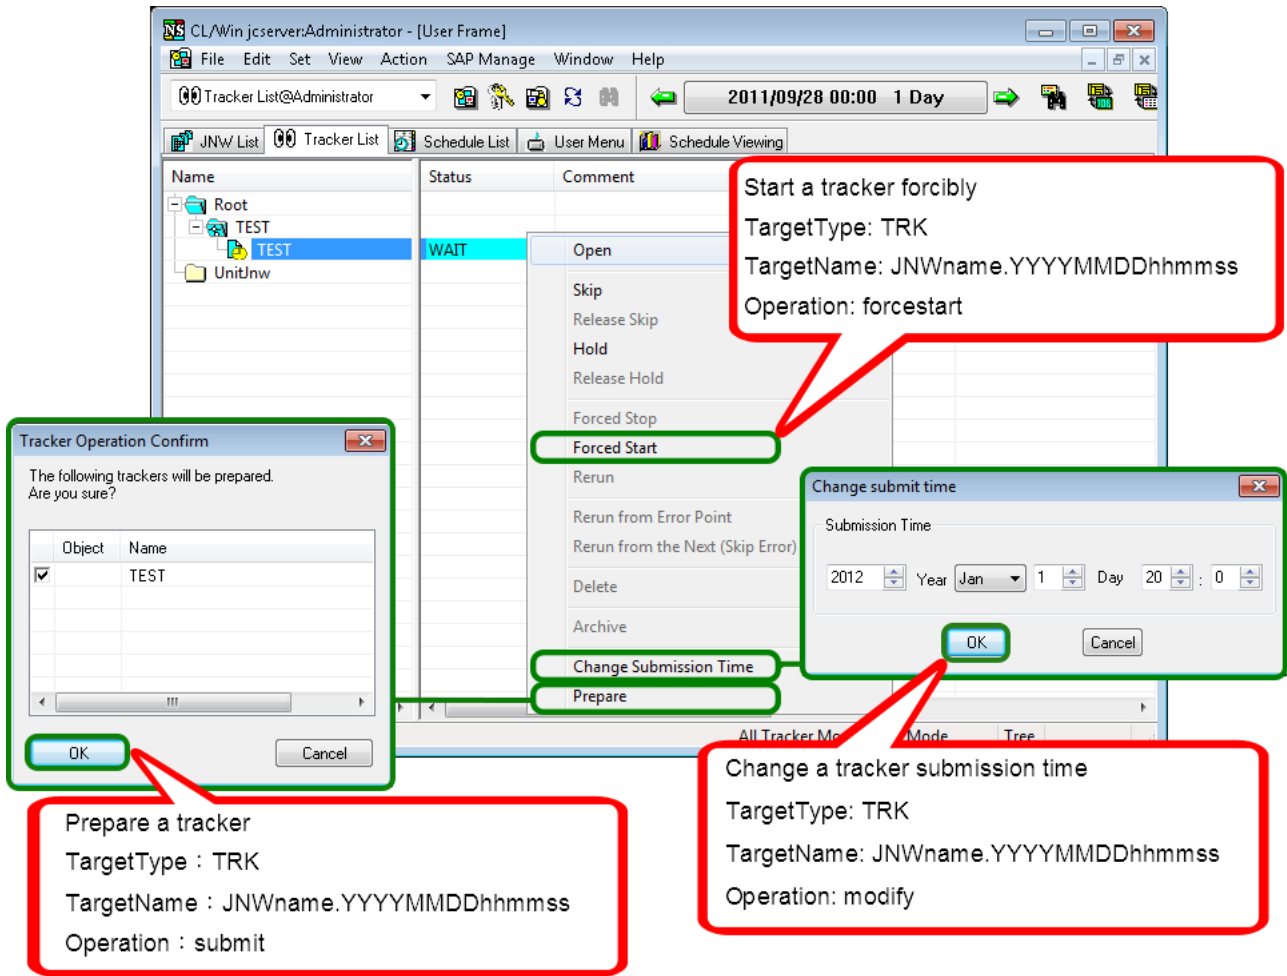 CL/Win jcserver:Administrator - [User Frame]
File Edit Set View Action SAP Manage Window Help
Tracker List@Administrator
2011/09/28 00:00 1 Day
JNW List
Tracker List
Schedule List
User Menu
Schedule Viewing
Name Status Comment
Root
TEST
TEST WAIT
UnitJnw
Open
Skip
Release Skip
Hold
Release Hold
Forced Stop
Forced Start
Rerun
Rerun from Error Point
Rerun from the Next (Skip Error)
Delete
Archive
Change Submission Time
Prepare
Start a tracker forcibly
TargetType: TRK
TargetName: JNWname.YYYYMMDDhhmmss
Operation: forcestart
Tracker Operation Confirm
The following trackers will be prepared.
Are you sure?
Object Name
TEST
OK Cancel
Change submit time
Submission Time
2012 Year Jan 1 Day 20 : 0
OK Cancel
All Tracker Mo Mode Tree
Prepare a tracker
TargetType：TRK
TargetName：JNWname.YYYYMMDDhhmmss
Operation：submit
Change a tracker submission time
TargetType: TRK
TargetName: JNWname.YYYYMMDDhhmmss
Operation: modify